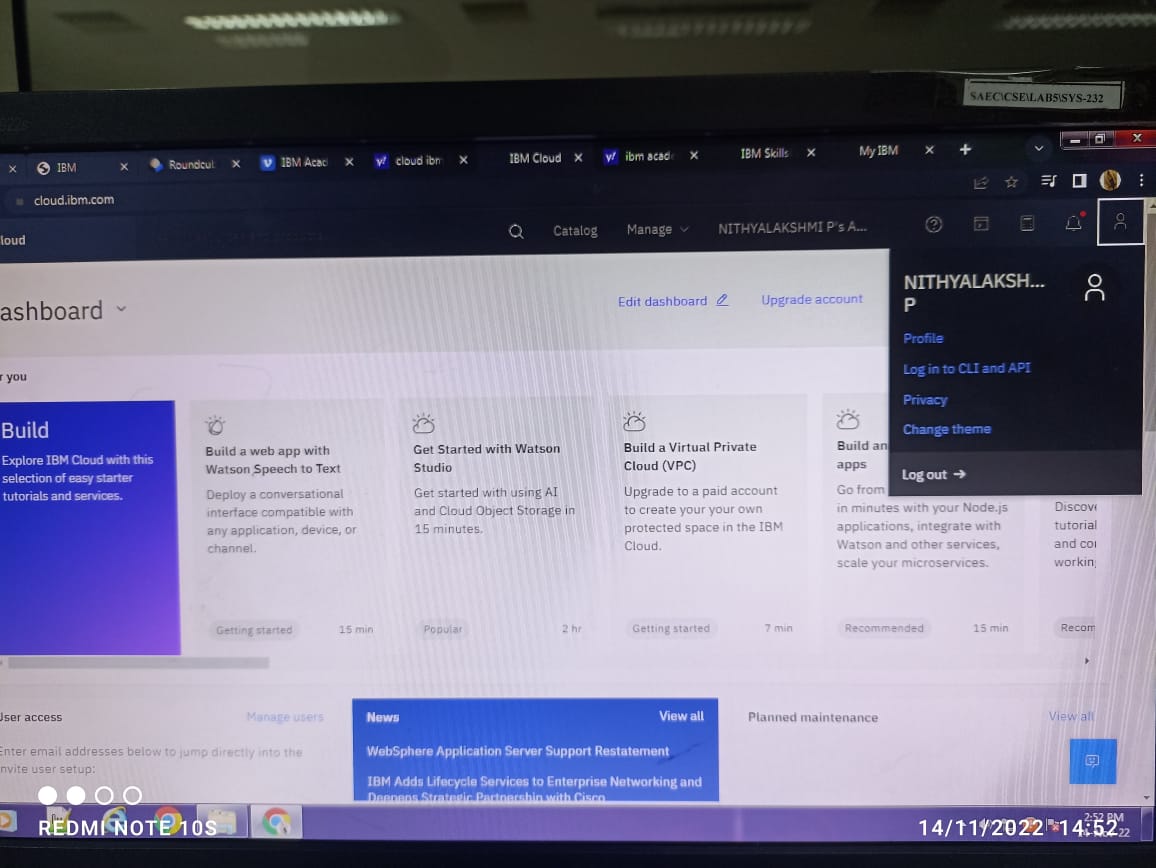 SAEC\CSE\LAB5\SYS-232
IBM
Roundcul
IBM Acad
cloud ibm
IBM Cloud
ibm acade
IBM Skills
My IBM
cloud.ibm.com
loud
Catalog
Manage
NITHYALAKSHMI P's A...
ashboard
Edit dashboard
Upgrade account
NITHYALAKSH...
P
Profile
Log in to CLI and API
Privacy
Change theme
Log out →
r you
Build
Explore IBM Cloud with this
selection of easy starter
tutorials and services.
Build a web app with
Watson Speech to Text
Deploy a conversational
interface compatible with
any application, device, or
channel.
Getting started
15 min
Get Started with Watson
Studio
Get started with using AI
and Cloud Object Storage in
15 minutes.
Popular
2 hr
Build a Virtual Private
Cloud (VPC)
Upgrade to a paid account
to create your your own
protected space in the IBM
Cloud.
Getting started
7 min
Build an
apps
Go from
in minutes with your Node.js
applications, integrate with
Watson and other services,
scale your microservices.
Recommended
15 min
Discove
tutorial
and co
working
Recom
User access
Manage users
Enter email addresses below to jump directly into the
invite user setup:
News
View all
WebSphere Application Server Support Restatement
IBM Adds Lifecycle Services to Enterprise Networking and
Deepens Strategic Partnership with Cisco
Planned maintenance
View all
2:52 PM
REDMI NOTE 10S
14/11/2022 14:52